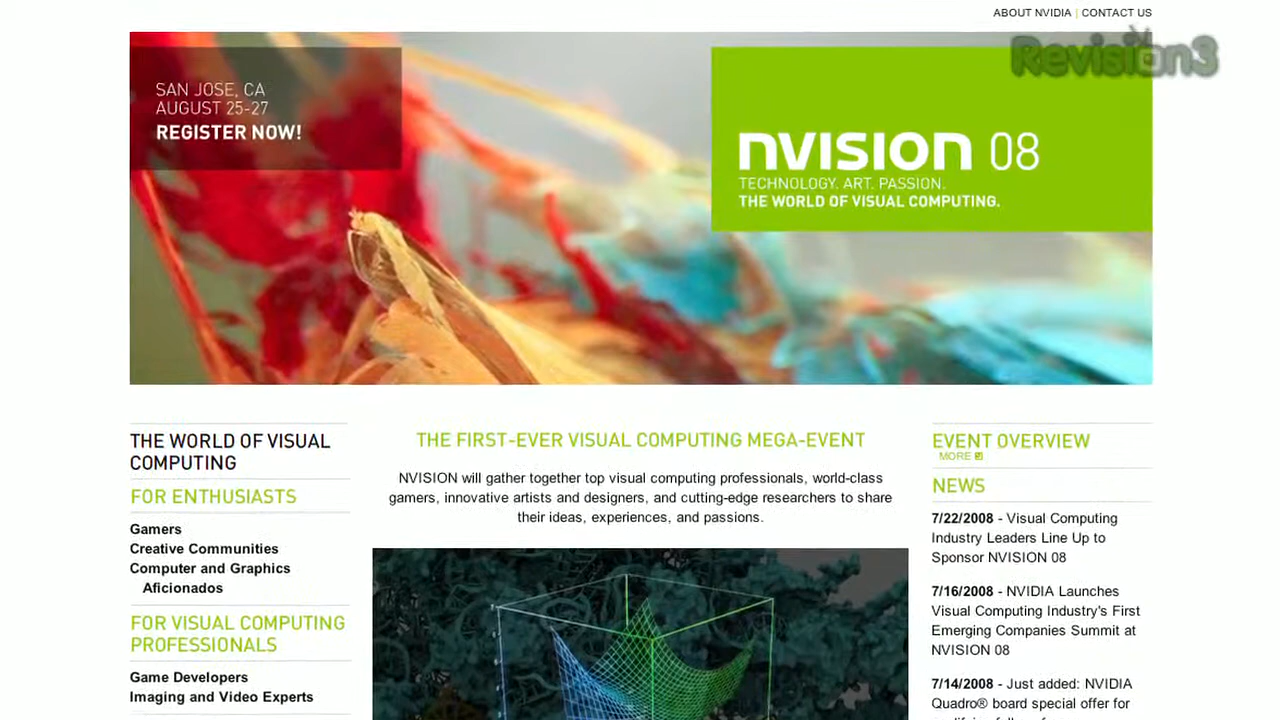 ABOUT NVIDIA | CONTACT US
Revision3
SAN JOSE, CA
AUGUST 25-27
REGISTER NOW!
nVISION 08
TECHNOLOGY. ART. PASSION.
THE WORLD OF VISUAL COMPUTING.
THE WORLD OF VISUAL
COMPUTING
FOR ENTHUSIASTS
Gamers
Creative Communities
Computer and Graphics
Aficionados
FOR VISUAL COMPUTING
PROFESSIONALS
Game Developers
Imaging and Video Experts
THE FIRST-EVER VISUAL COMPUTING MEGA-EVENT
NVISION will gather together top visual computing professionals, world-class
gamers, innovative artists and designers, and cutting-edge researchers to share
their ideas, experiences, and passions.
EVENT OVERVIEW
MORE
NEWS
7/22/2008 - Visual Computing
Industry Leaders Line Up to
Sponsor NVISION 08
7/16/2008 - NVIDIA Launches
Visual Computing Industry's First
Emerging Companies Summit at
NVISION 08
7/14/2008 - Just added: NVIDIA
Quadro® board special offer for